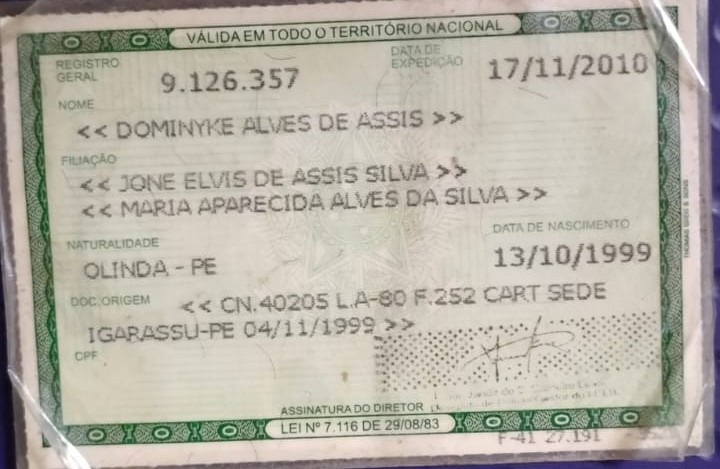 VÁLIDA EM TODO O TERRITÓRIO NACIONAL
REGISTRO GERAL 9.126.357 DATA DE EXPEDIÇÃO 17/11/2010
NOME
<< DOMINYKE ALVES DE ASSIS >>
FILIAÇÃO
<< JONE ELVIS DE ASSIS SILVA >>
<< MARIA APARECIDA ALVES DA SILVA >>
NATURALIDADE DATA DE NASCIMENTO
OLINDA - PE 13/10/1999
DOC.ORIGEM << CN.40205 L.A-80 F.252 CART SEDE
IGARASSU-PE 04/11/1999 >>
CPF
ASSINATURA DO DIRETOR
LEI Nº 7.116 DE 29/08/83
F-41 27.191
THOMAS GREG & SONS